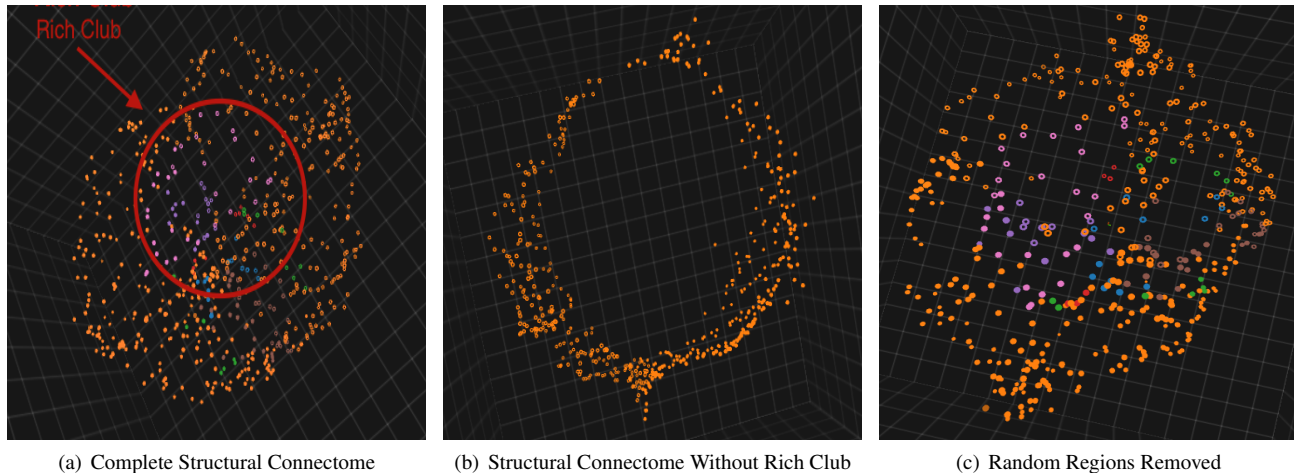 Rich Club
(a) Complete Structural Connectome
(b) Structural Connectome Without Rich Club
(c) Random Regions Removed